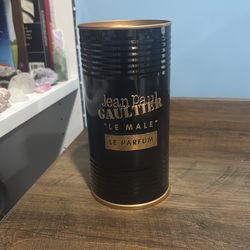 Jean Paul
GAULTIER
"LE MALE"
LE PARFUM